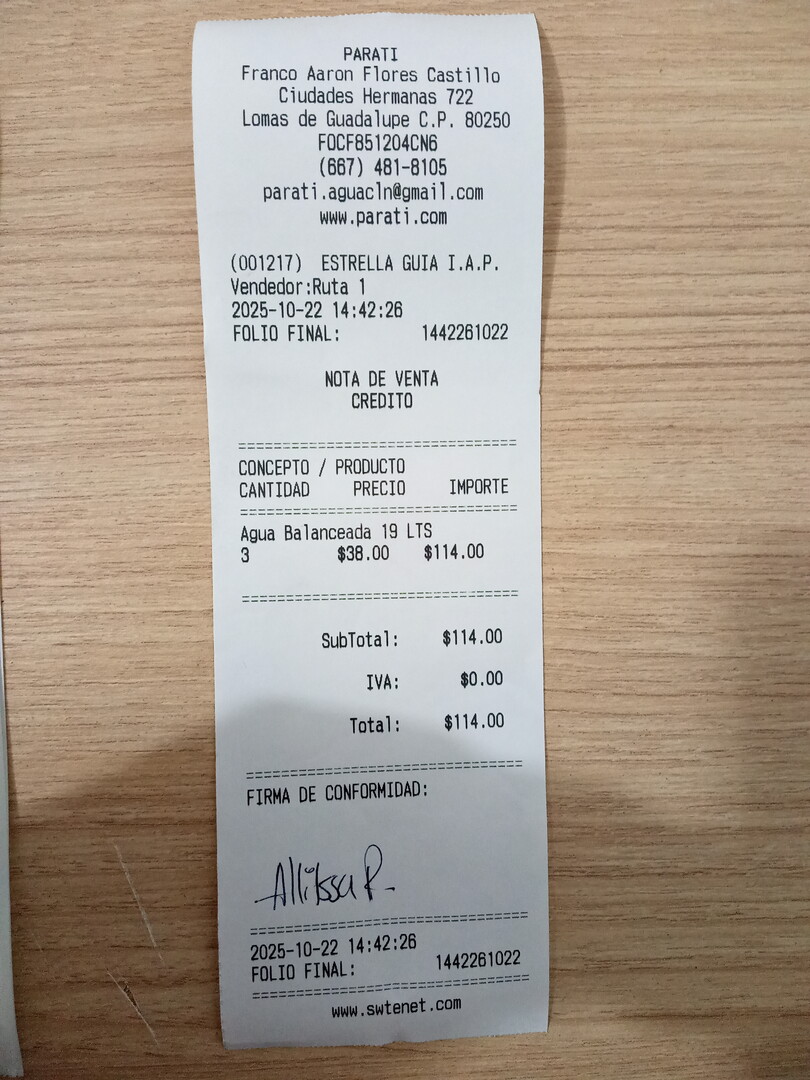 PARATI
Franco Aaron Flores Castillo
Ciudades Hermanas 722
Lomas de Guadalupe C.P. 80250
FOCF851204CN6
(667) 481-8105
parati.aguacln@gmail.com
www.parati.com
(001217) ESTRELLA GUIA I.A.P.
Vendedor:Ruta 1
2025-10-22 14:42:26
FOLIO FINAL: 1442261022
NOTA DE VENTA
CREDITO
================================
CONCEPTO / PRODUCTO
CANTIDAD PRECIO IMPORTE
================================
Agua Balanceada 19 LTS
3 $38.00 $114.00
================================
SubTotal: $114.00
IVA: $0.00
Total: $114.00
================================
FIRMA DE CONFORMIDAD:
Allitssa P.
================================
2025-10-22 14:42:26
FOLIO FINAL: 1442261022
================================
www.swtenet.com